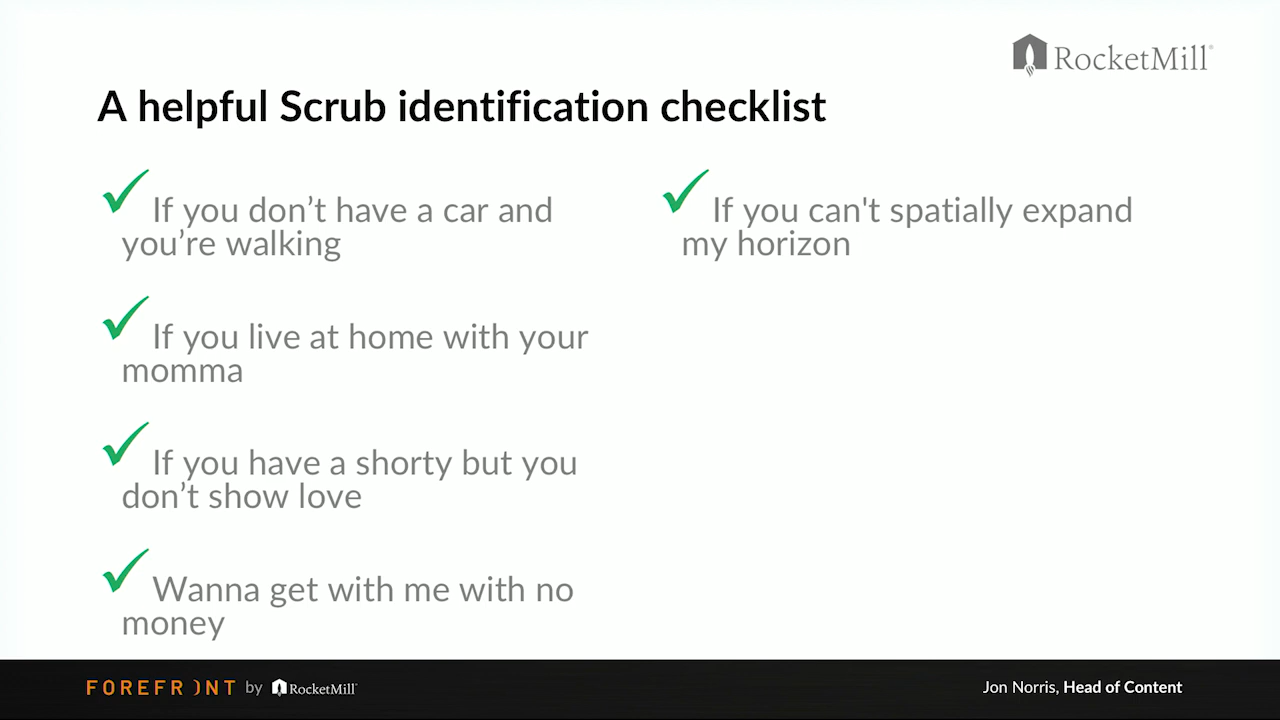 RocketMill
A helpful Scrub identification checklist
If you don’t have a car and
you’re walking
If you live at home with your
momma
If you have a shorty but you
don’t show love
Wanna get with me with no
money
If you can't spatially expand
my horizon
FOREFRONT by RocketMill
Jon Norris, Head of Content